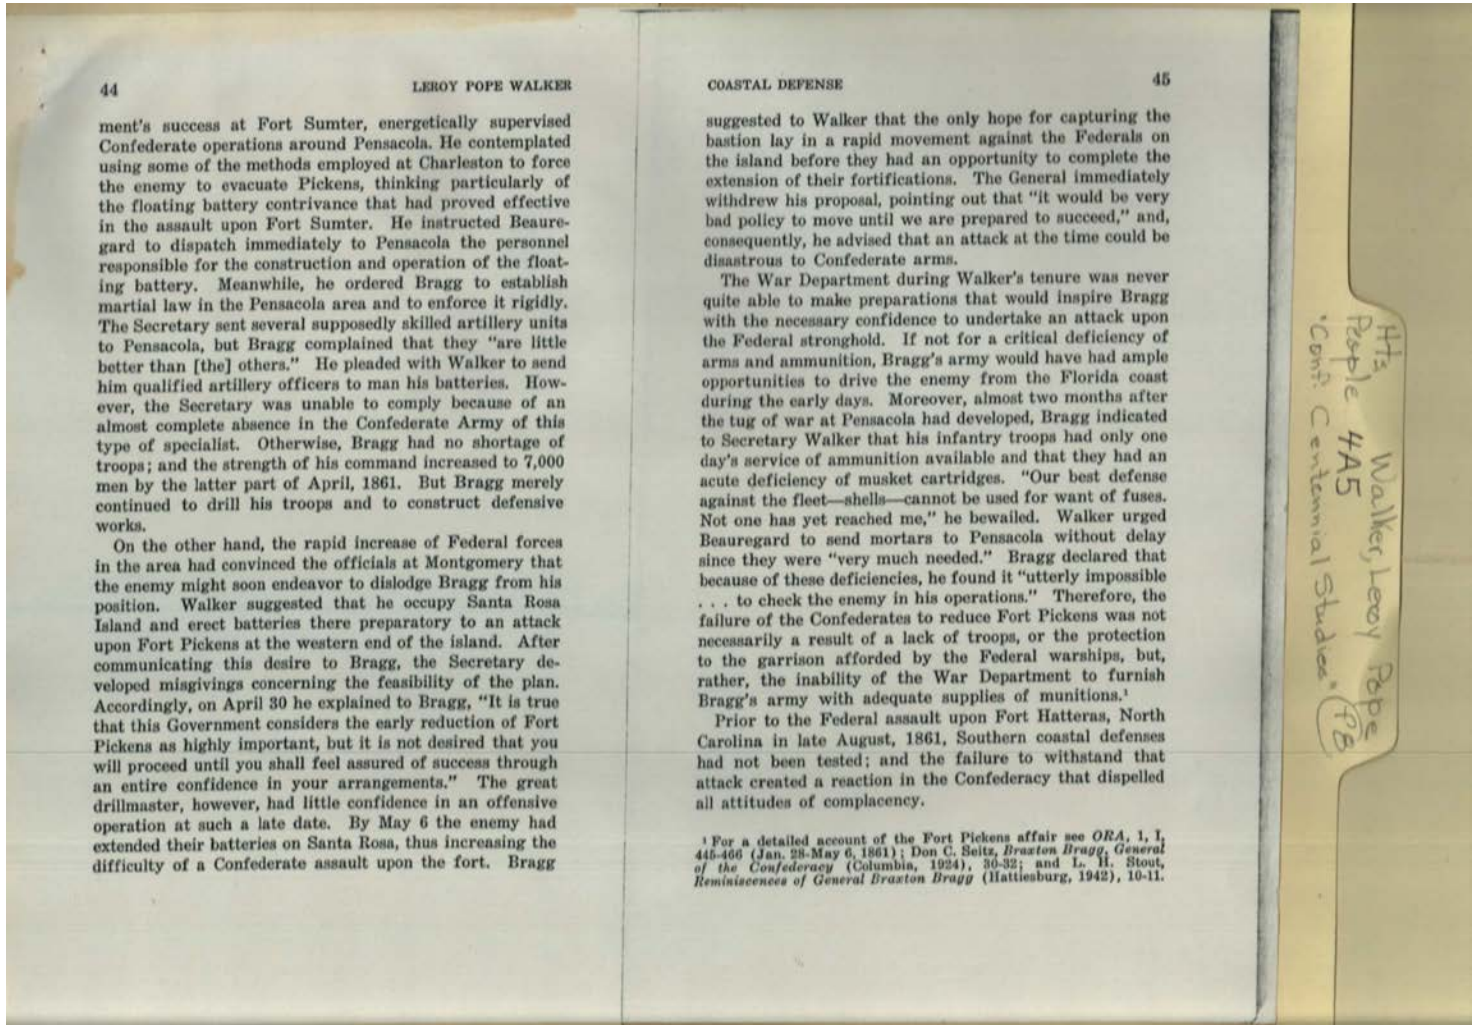 44 LEROY POPE WALKER
ment's success at Fort Sumter, energetically supervised
Confederate operations around Pensacola. He contemplated
using some of the methods employed at Charleston to force
the enemy to evacuate Pickens, thinking particularly of
the floating battery contrivance that had proved effective
in the assault upon Fort Sumter. He instructed Beaure-
gard to dispatch immediately to Pensacola the personnel
responsible for the construction and operation of the float-
ing battery. Meanwhile, he ordered Bragg to establish
martial law in the Pensacola area and to enforce it rigidly.
The Secretary sent several supposedly skilled artillery units
to Pensacola, but Bragg complained that they "are little
better than [the] others." He pleaded with Walker to send
him qualified artillery officers to man his batteries. How-
ever, the Secretary was unable to comply because of an
almost complete absence in the Confederate Army of this
type of specialist. Otherwise, Bragg had no shortage of
troops; and the strength of his command increased to 7,000
men by the latter part of April, 1861. But Bragg merely
continued to drill his troops and to construct defensive
works.
On the other hand, the rapid increase of Federal forces
in the area had convinced the officials at Montgomery that
the enemy might soon endeavor to dislodge Bragg from his
position. Walker suggested that he occupy Santa Rosa
Island and erect batteries there preparatory to an attack
upon Fort Pickens at the western end of the island. After
communicating this desire to Bragg, the Secretary de-
veloped misgivings concerning the feasibility of the plan.
Accordingly, on April 30 he explained to Bragg, "It is true
that this Government considers the early reduction of Fort
Pickens as highly important, but it is not desired that you
will proceed until you shall feel assured of success through
an entire confidence in your arrangements." The great
drillmaster, however, had little confidence in an offensive
operation at such a late date. By May 6 the enemy had
extended their batteries on Santa Rosa, thus increasing the
difficulty of a Confederate assault upon the fort. Bragg
COASTAL DEFENSE 45
suggested to Walker that the only hope for capturing the
bastion lay in a rapid movement against the Federals on
the island before they had an opportunity to complete the
extension of their fortifications. The General immediately
withdrew his proposal, pointing out that "it would be very
bad policy to move until we are prepared to succeed," and,
consequently, he advised that an attack at the time could be
disastrous to Confederate arms.
The War Department during Walker's tenure was never
quite able to make preparations that would inspire Bragg
with the necessary confidence to undertake an attack upon
the Federal stronghold. If not for a critical deficiency of
arms and ammunition, Bragg's army would have had ample
opportunities to drive the enemy from the Florida coast
during the early days. Moreover, almost two months after
the tug of war at Pensacola had developed, Bragg indicated
to Secretary Walker that his infantry troops had only one
day's service of ammunition available and that they had an
acute deficiency of musket cartridges. "Our best defense
against the fleet—shells—cannot be used for want of fuses.
Not one has yet reached me," he bewailed. Walker urged
Beauregard to send mortars to Pensacola without delay
since they were "very much needed." Bragg declared that
because of these deficiencies, he found it "utterly impossible
. . . to check the enemy in his operations." Therefore, the
failure of the Confederates to reduce Fort Pickens was not
necessarily a result of a lack of troops, or the protection
to the garrison afforded by the Federal warships, but,
rather, the inability of the War Department to furnish
Bragg's army with adequate supplies of munitions.¹
Prior to the Federal assault upon Fort Hatteras, North
Carolina in late August, 1861, Southern coastal defenses
had not been tested; and the failure to withstand that
attack created a reaction in the Confederacy that dispelled
all attitudes of complacency.
¹ For a detailed account of the Fort Pickens affair see ORA, 1, I,
445-466 (Jan. 28-May 6, 1861); Don C. Seitz, Braxton Bragg, General
of the Confederacy (Columbia, 1924), 30-32; and L. H. Stout,
Reminiscences of General Braxton Bragg (Hattiesburg, 1942), 10-11.
Hts Walker, Leroy Pope
People 4A5
"Conf. Centennial Studies" PB